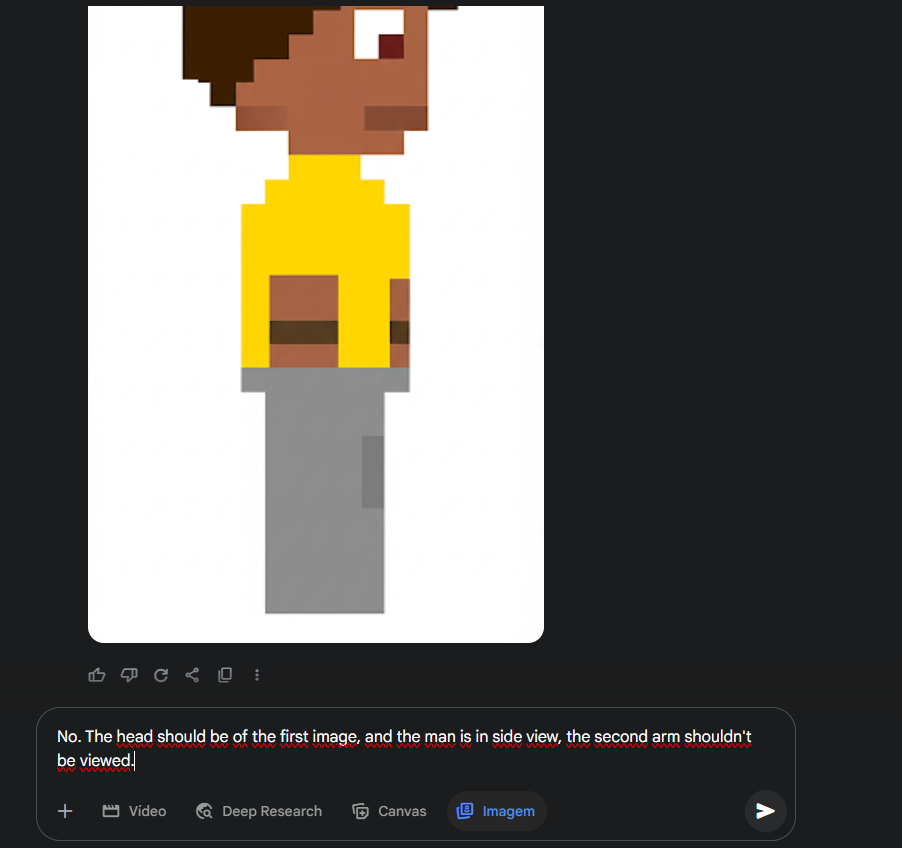 No. The head should be of the first image, and the man is in side view, the second arm shouldn't
be viewed.
Video
Deep Research
Canvas
Imagem